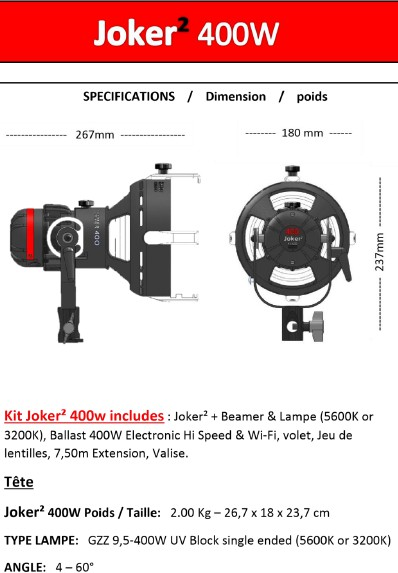 Joker² 400W
SPECIFICATIONS / Dimension / poids
--------------- 267mm ---------------
-------- 180 mm ------
237mm
400
Joker²
Kit Joker² 400w includes : Joker² + Beamer & Lampe (5600K or
3200K), Ballast 400W Electronic Hi Speed & Wi-Fi, volet, Jeu de
lentilles, 7,50m Extension, Valise.
Tête
Joker² 400W Poids / Taille: 2.00 Kg – 26,7 x 18 x 23,7 cm
TYPE LAMPE: GZZ 9,5-400W UV Block single ended (5600K or 3200K)
ANGLE: 4 – 60°